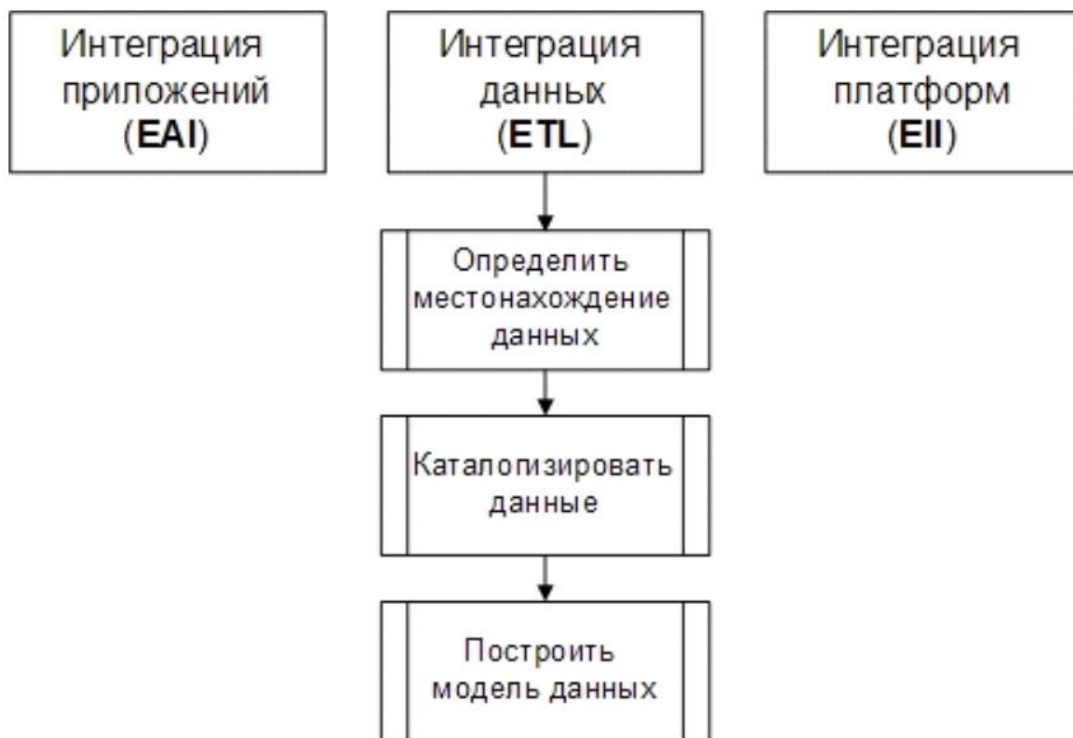 Интеграция
приложений
(EAI)
Интеграция
данных
(ETL)
Интеграция
платформ
(EII)
Определить
местонахождение
данных
Каталогизировать
данные
Построить
модель данных